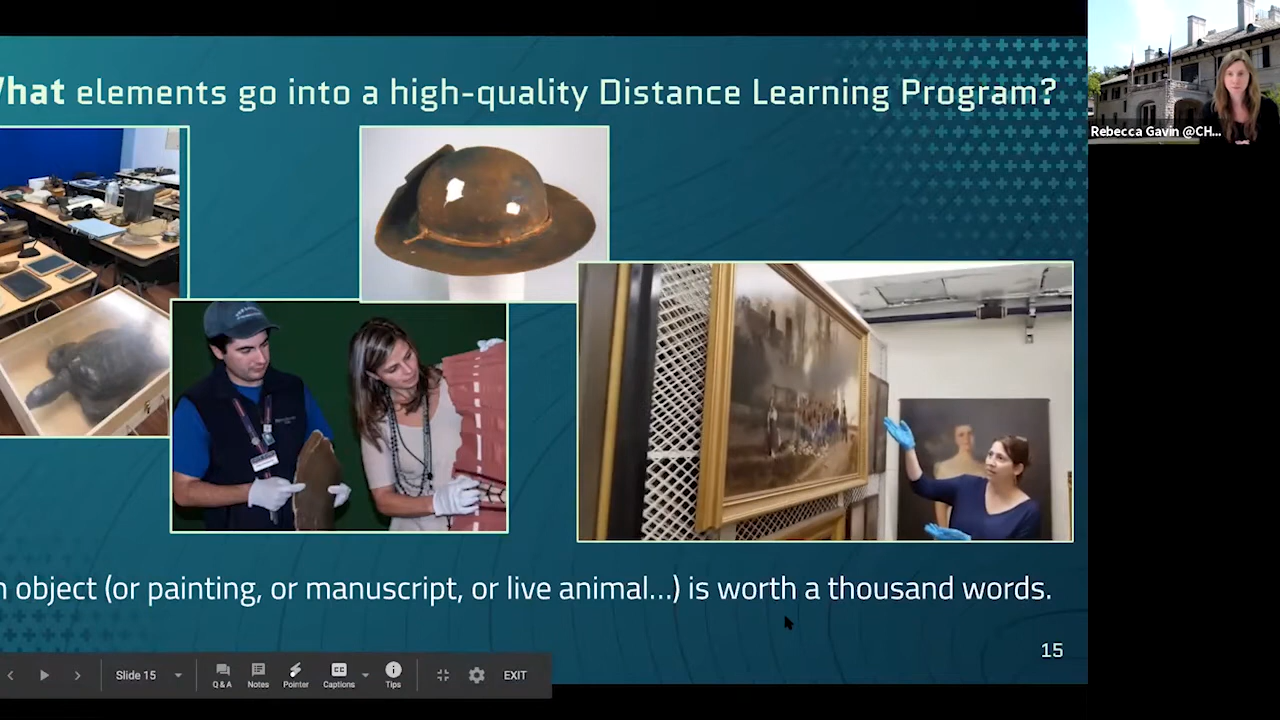 What elements go into a high-quality Distance Learning Program?
Rebecca Gavin @CH...
n object (or painting, or manuscript, or live animal...) is worth a thousand words.
15
Slide 15
Q & A
Notes
Pointer
Captions
Tips
EXIT